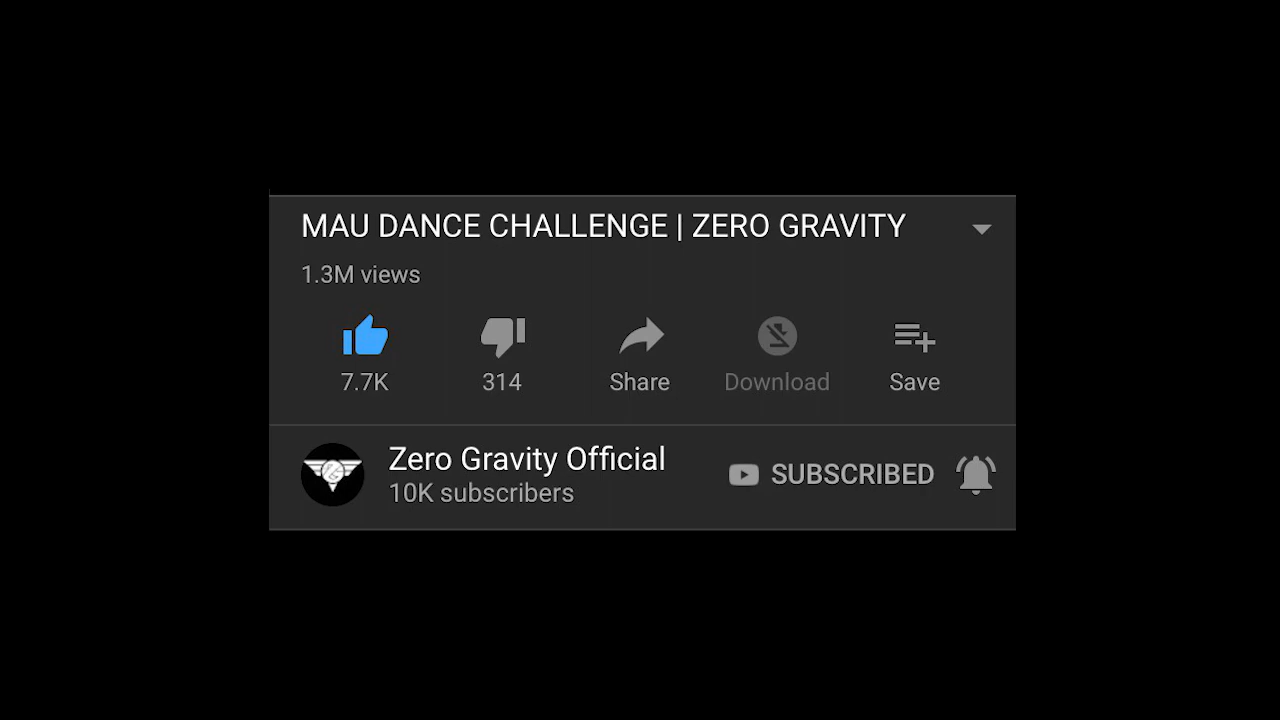 MAU DANCE CHALLENGE | ZERO GRAVITY
1.3M views
7.7K 314 Share Download Save
Zero Gravity Official
10K subscribers
SUBSCRIBED